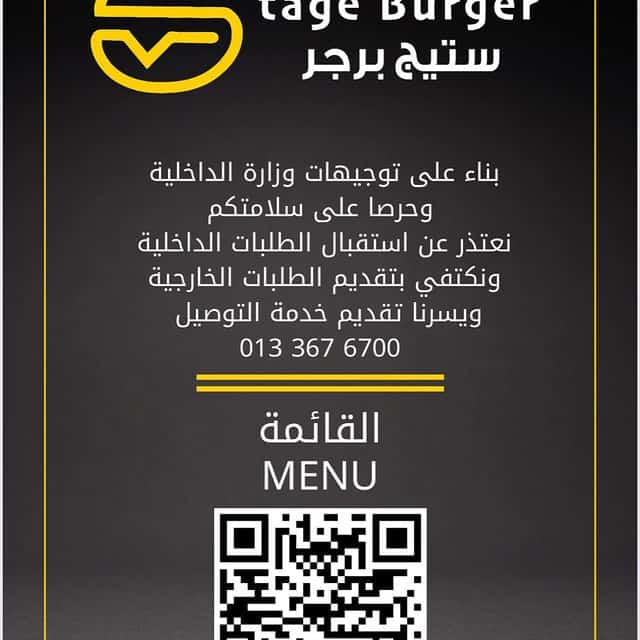 tage Burger
ستيج برجر
بناء على توجيهات وزارة الداخلية
وحرصا على سلامتكم
نعتذر عن استقبال الطلبات الداخلية
ونكتفي بتقديم الطلبات الخارجية
ويسرنا تقديم خدمة التوصيل
013 367 6700
القائمة
MENU